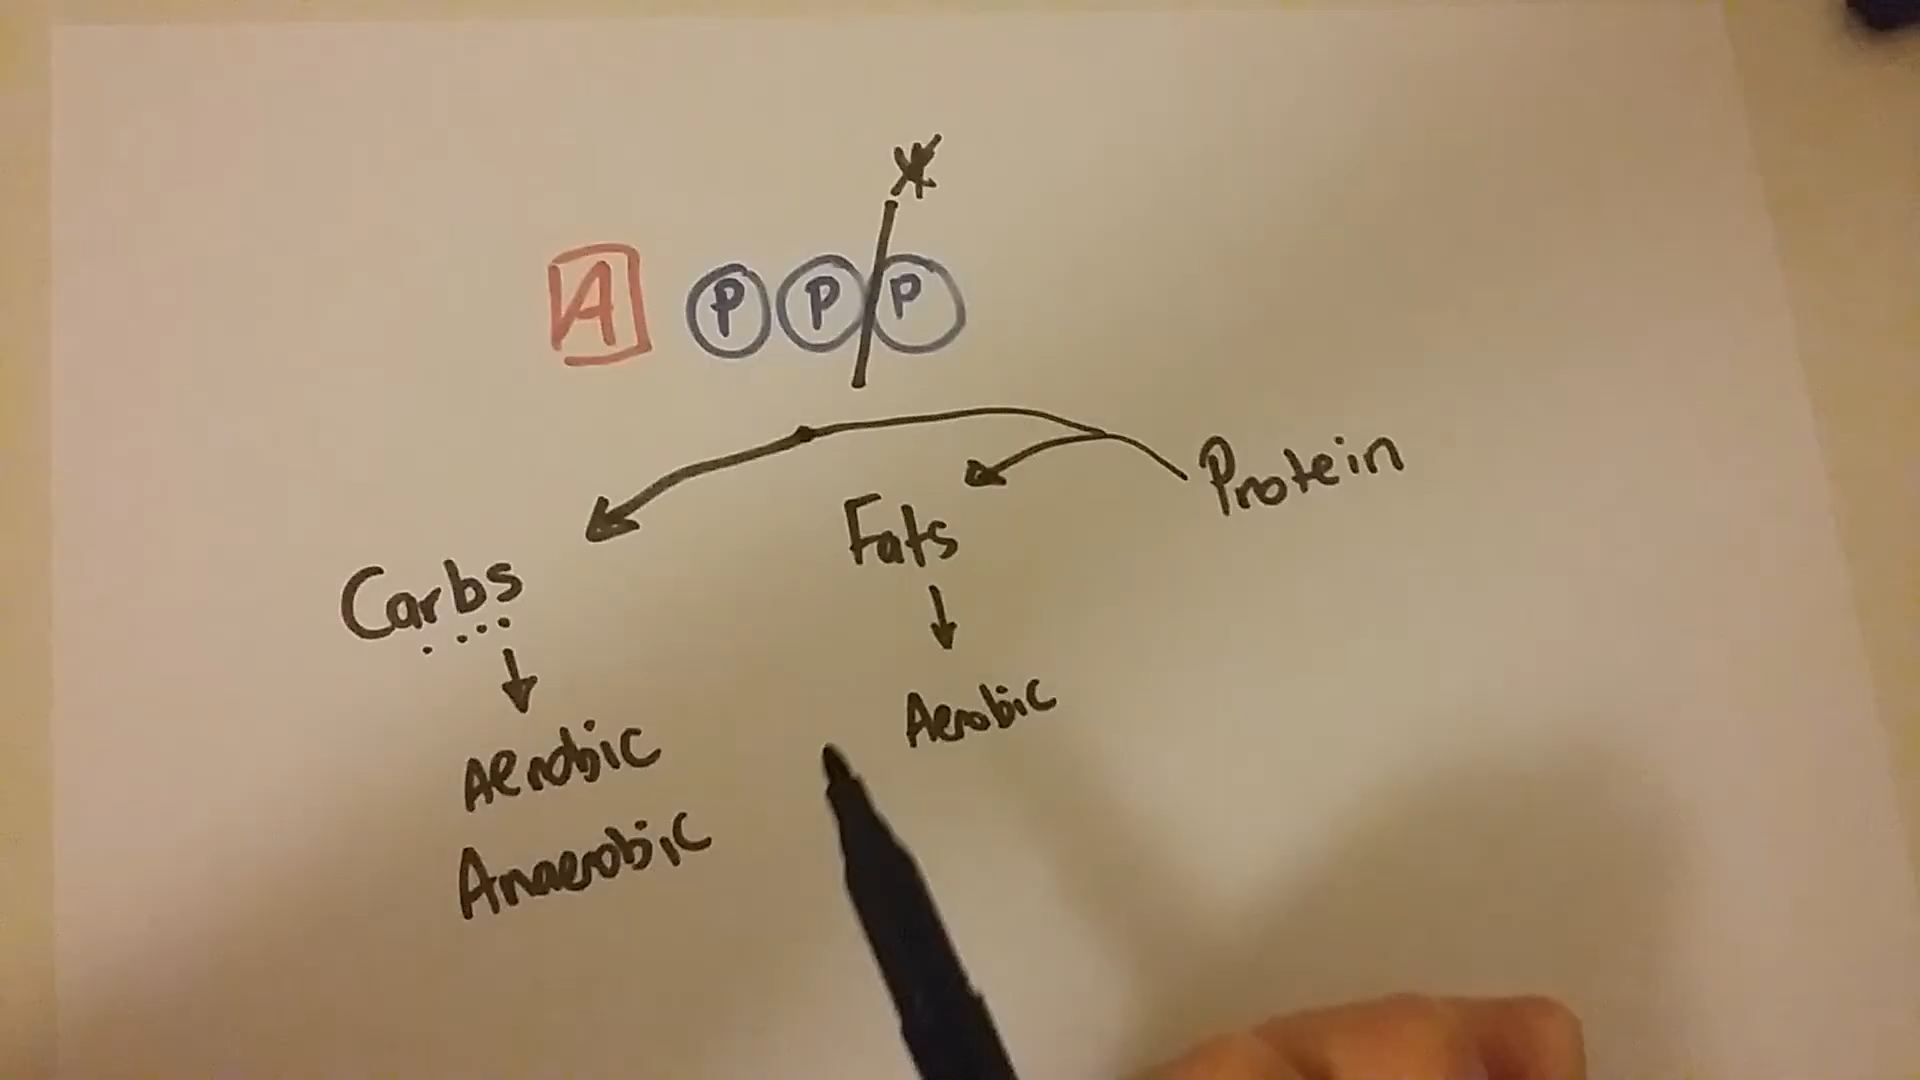 A P P P
Protein
Fats
Carbs
Aerobic
Aerobic
Anaerobic